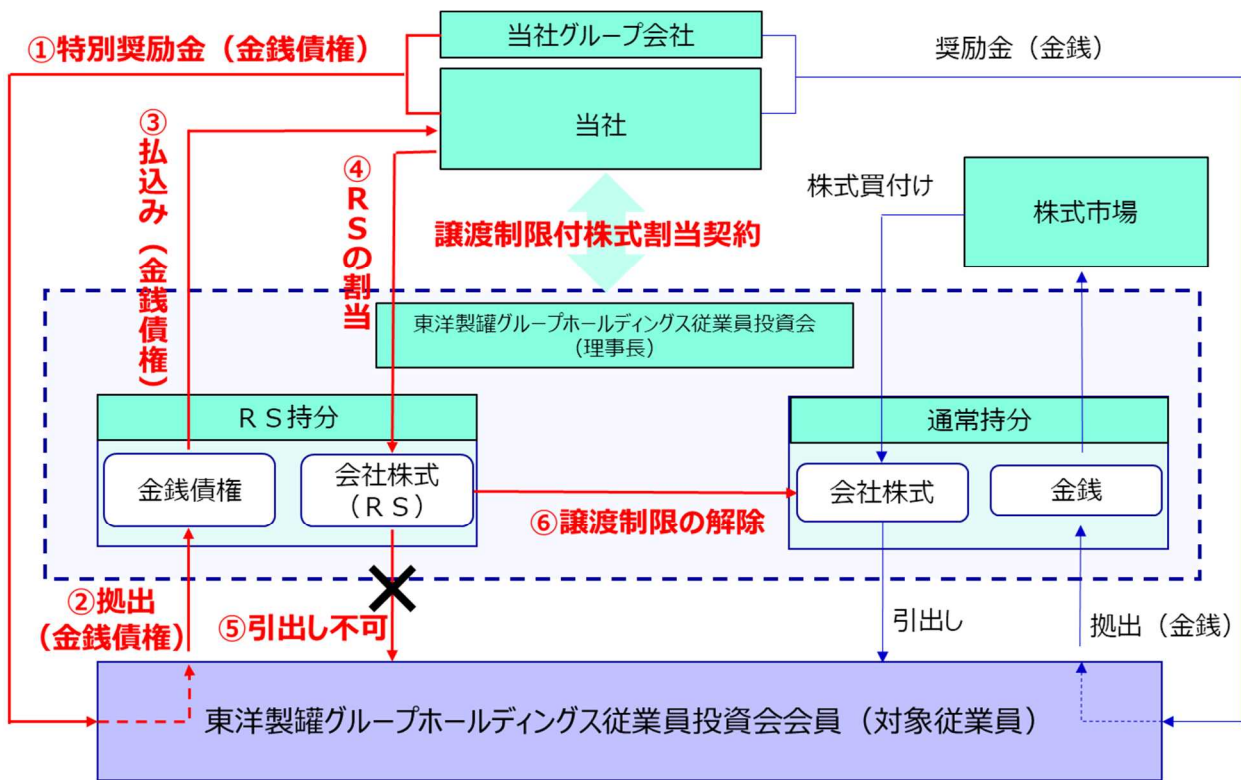 当社グループ会社
①特別奨励金（金銭債権）
奨励金（金銭）
当社
③払込み（金銭債権）
④ＲＳの割当
株式買付け
株式市場
譲渡制限付株式割当契約
東洋製罐グループホールディングス従業員投資会
（理事長）
ＲＳ持分
通常持分
金銭債権
会社株式
（ＲＳ）
会社株式
金銭
⑥譲渡制限の解除
②拠出
（金銭債権）
⑤引出し不可
引出し
拠出（金銭）
東洋製罐グループホールディングス従業員投資会会員（対象従業員）